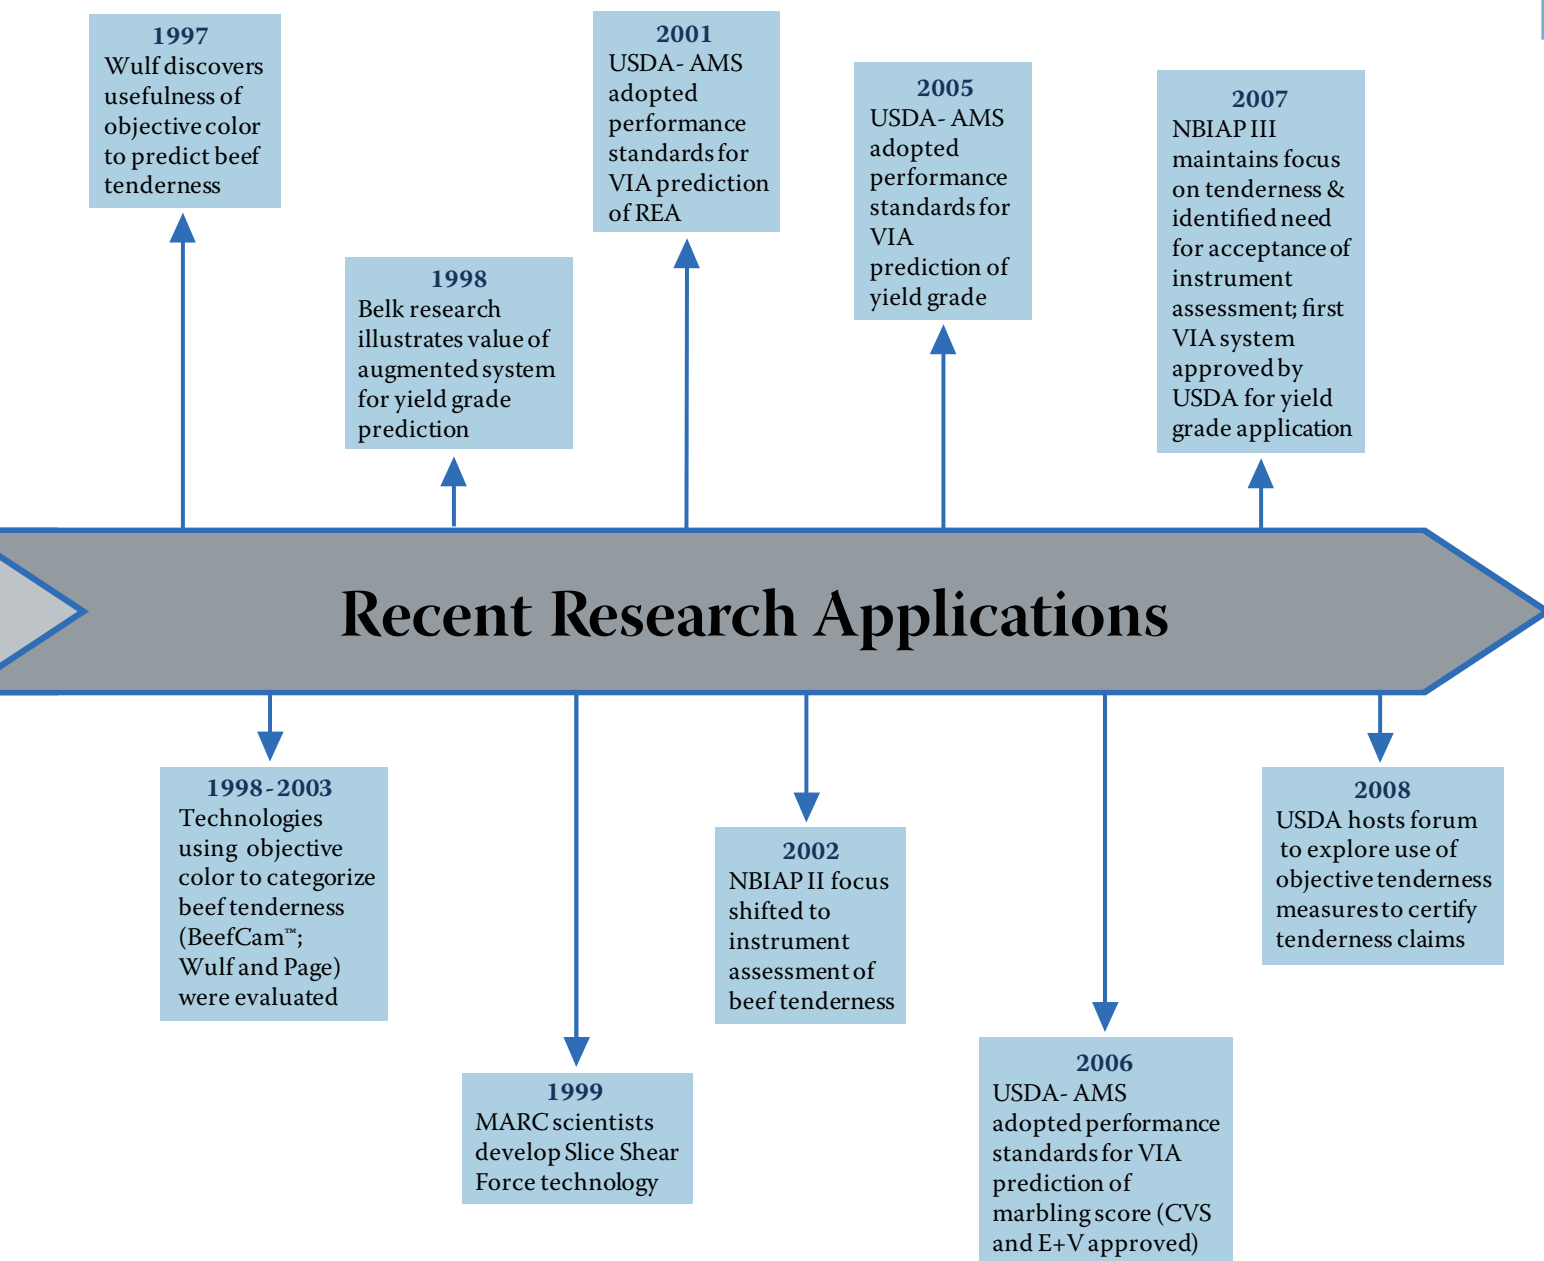 1997
Wulf discovers
usefulness of
objective color
to predict beef
tenderness
1998
Belk research
illustrates value of
augmented system
for yield grade
prediction
2001
USDA- AMS
adopted
performance
standards for
VIA prediction
of REA
2005
USDA- AMS
adopted
performance
standards for
VIA
prediction of
yield grade
2007
NBIAP III
maintains focus
on tenderness &
identified need
for acceptance of
instrument
assessment; first
VIA system
approved by
USDA for yield
grade application
Recent Research Applications
1998-2003
Technologies
using objective
color to categorize
beef tenderness
(BeefCam™;
Wulf and Page)
were evaluated
1999
MARC scientists
develop Slice Shear
Force technology
2002
NBIAP II focus
shifted to
instrument
assessment of
beef tenderness
2006
USDA- AMS
adopted performance
standards for VIA
prediction of
marbling score (CVS
and E+V approved)
2008
USDA hosts forum
to explore use of
objective tenderness
measures to certify
tenderness claims